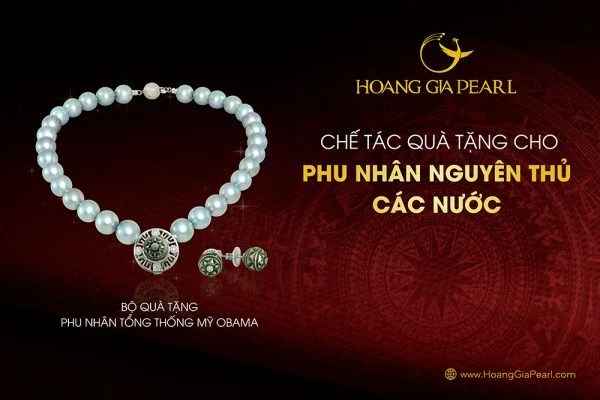 HOANG GIA PEARL
CHẾ TÁC QUÀ TẶNG CHO
PHU NHÂN NGUYÊN THỦ
CÁC NƯỚC
BỘ QUÀ TẶNG
PHU NHÂN TỔNG THỐNG MỸ OBAMA
www.HoangGiaPearl.com